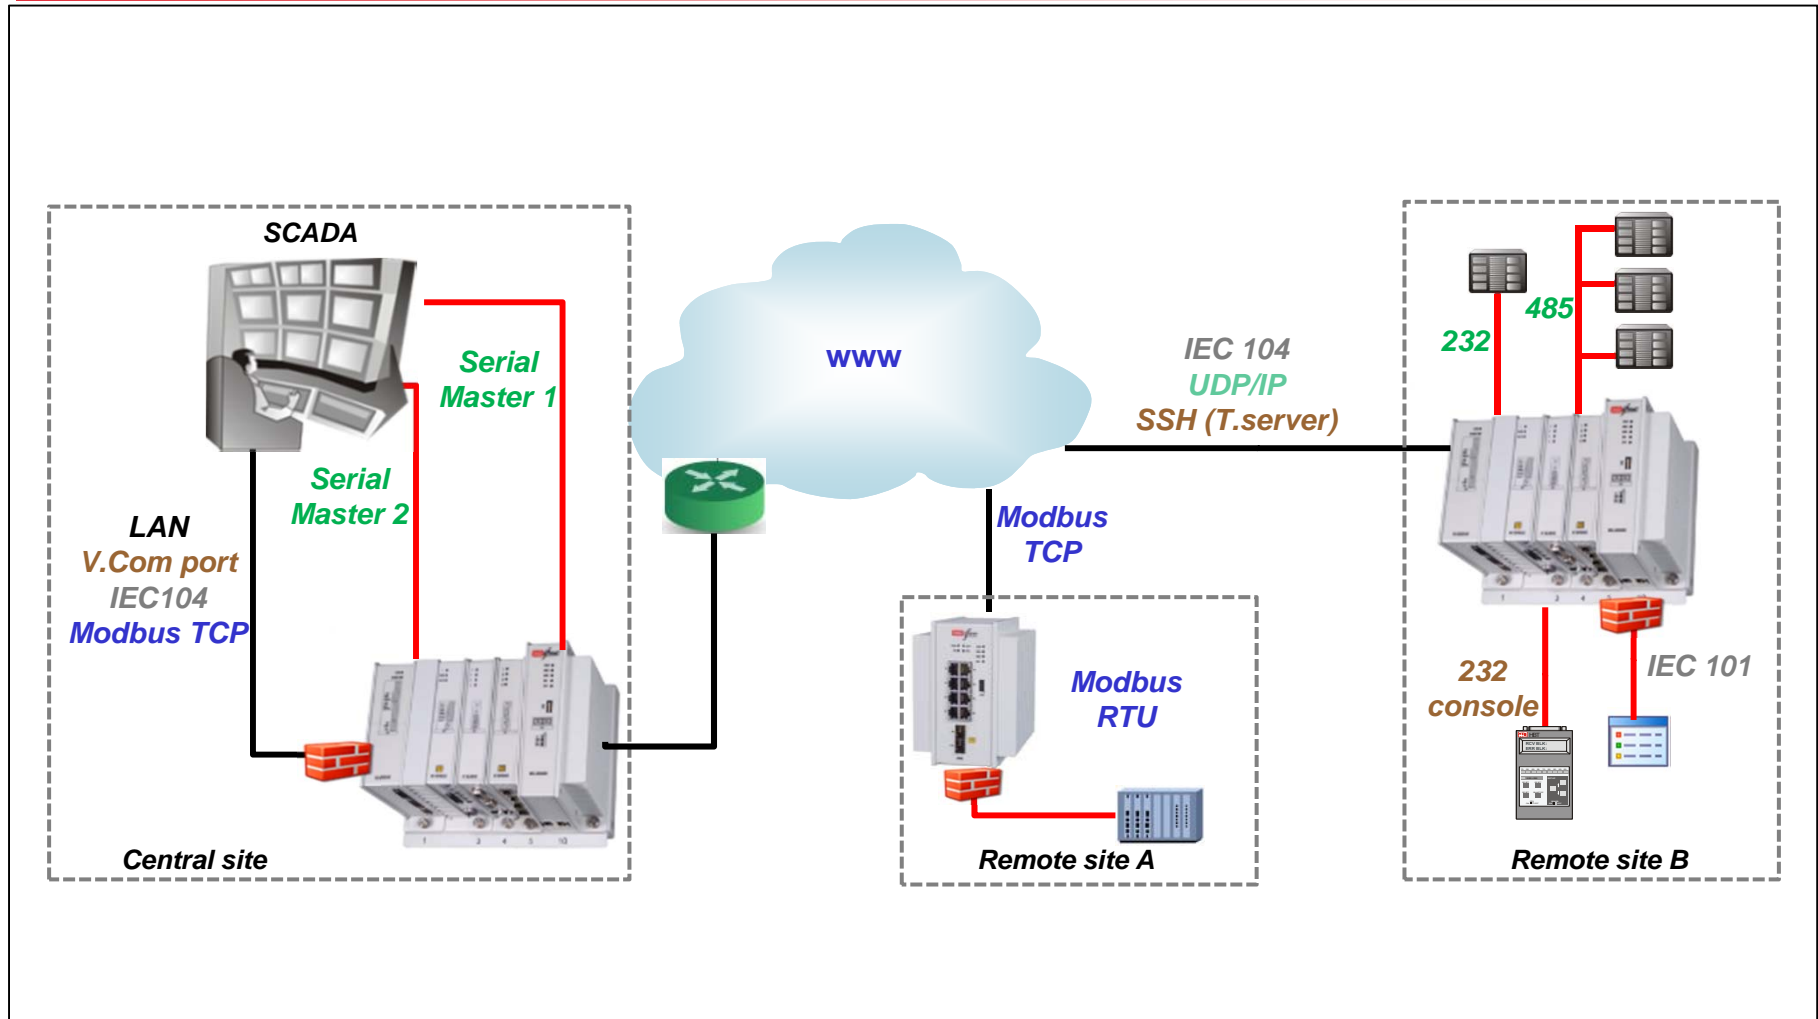 SCADA
Serial
Master 1
Serial
Master 2
LAN
V.Com port
IEC104
Modbus TCP
Central site
www
Modbus
TCP
Modbus
RTU
Remote site A
IEC 104
UDP/IP
SSH (T.server)
232
485
232
console
IEC 101
Remote site B